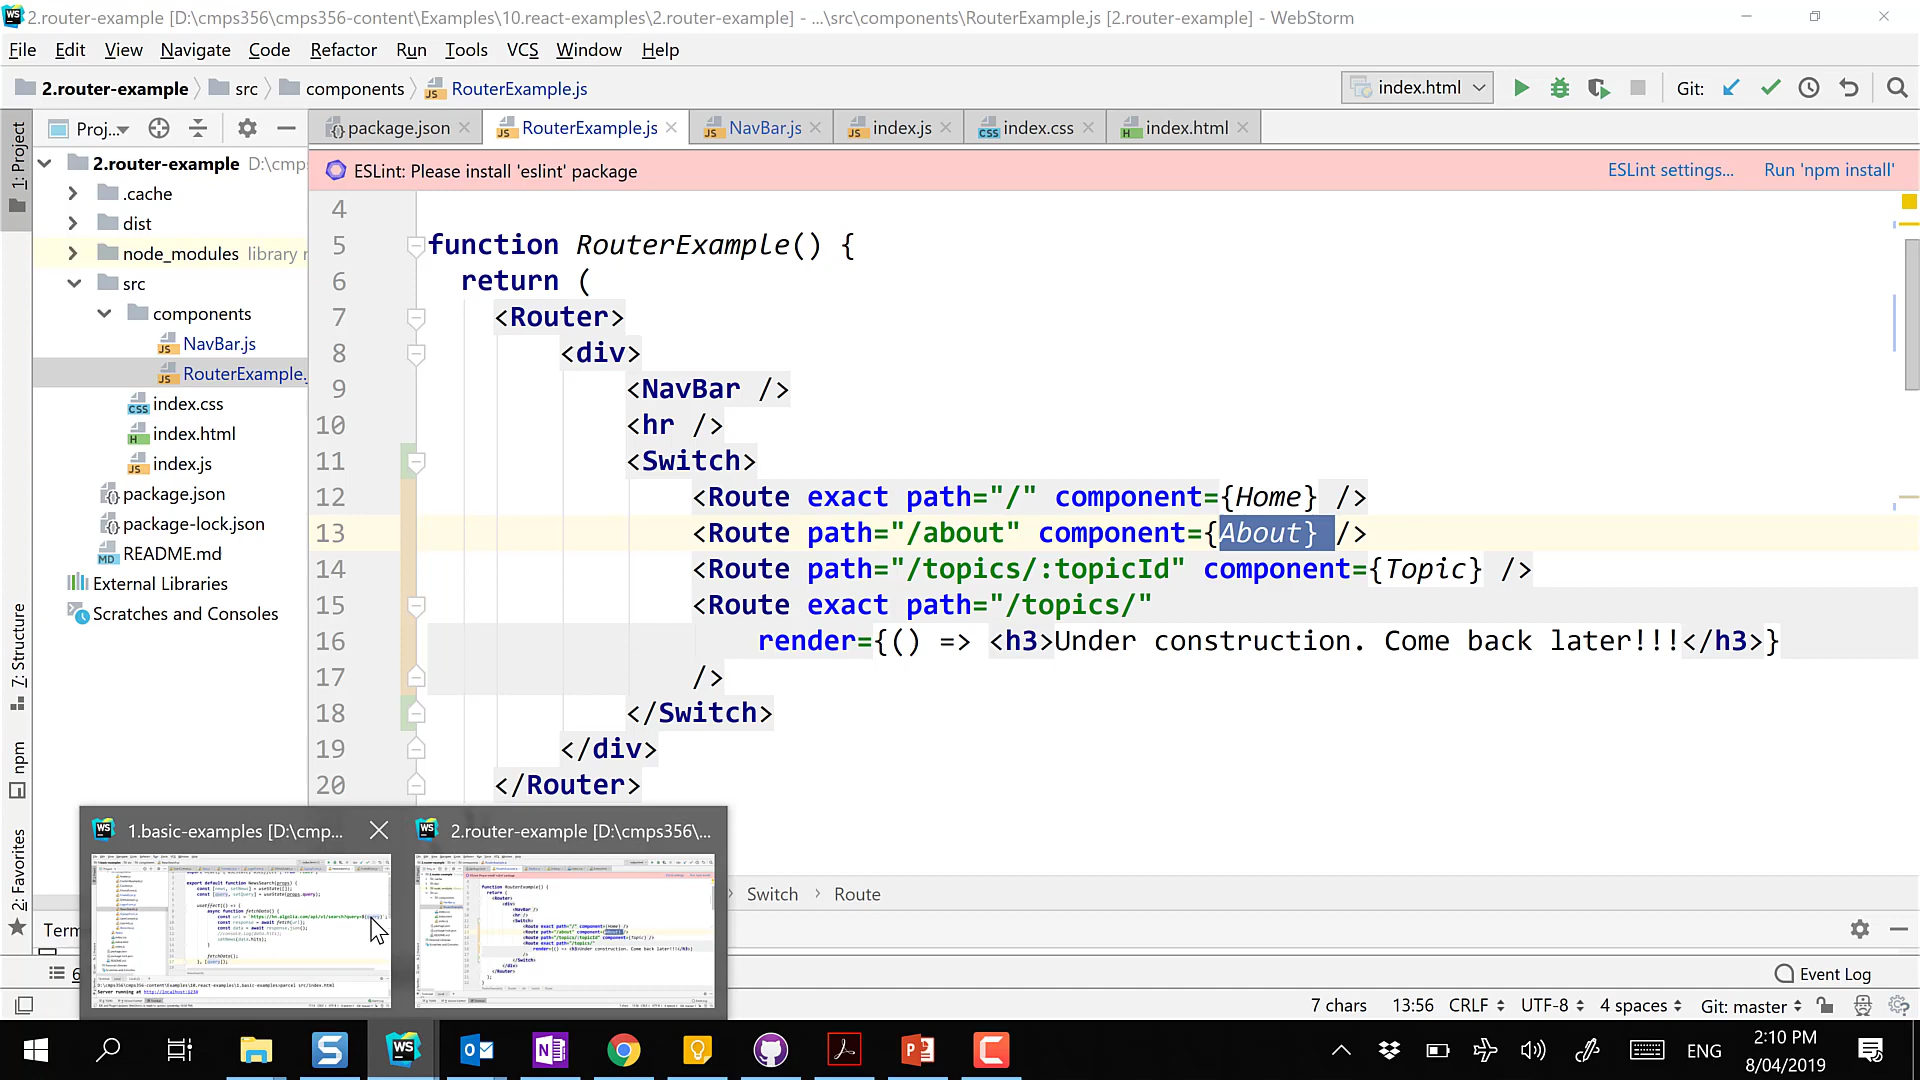 2.router-example [D:\cmps356\cmps356-content\Examples\10.react-examples\2.router-example] - ...\src\components\RouterExample.js [2.router-example] - WebStorm
File Edit View Navigate Code Refactor Run Tools VCS Window Help
2.router-example src components RouterExample.js index.html Git:
Proj... package.json RouterExample.js NavBar.js index.js index.css index.html
1: Project
2.router-example D:\cmps
ESLint: Please install 'eslint' package ESLint settings... Run 'npm install'
.cache
dist
node_modules library r
src
components
NavBar.js
RouterExample.
index.css
index.html
index.js
package.json
package-lock.json
README.md
External Libraries
Scratches and Consoles
7: Structure
npm
2: Favorites
4
5 function RouterExample() {
6 return (
7 <Router>
8 <div>
9 <NavBar />
10 <hr />
11 <Switch>
12 <Route exact path="/" component={Home} />
13 <Route path="/about" component={About} />
14 <Route path="/topics/:topicId" component={Topic} />
15 <Route exact path="/topics/"
16 render={() => <h3>Under construction. Come back later!!!</h3>}
17 />
18 </Switch>
19 </div>
20 </Router>
1.basic-examples [D:\cmp... 2.router-example [D:\cmps356\...
Switch Route
Term
6
Event Log
7 chars 13:56 CRLF UTF-8 4 spaces Git: master
ENG
2:10 PM
8/04/2019